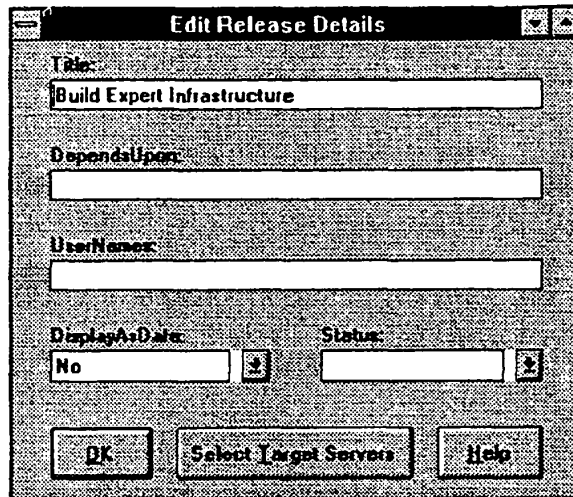 Edit Release Details
Title:
Build Expert Infrastructure
DependsUpon:
UserNames:
DisplayAsDate: Status:
No
OK Select Target Servers Help